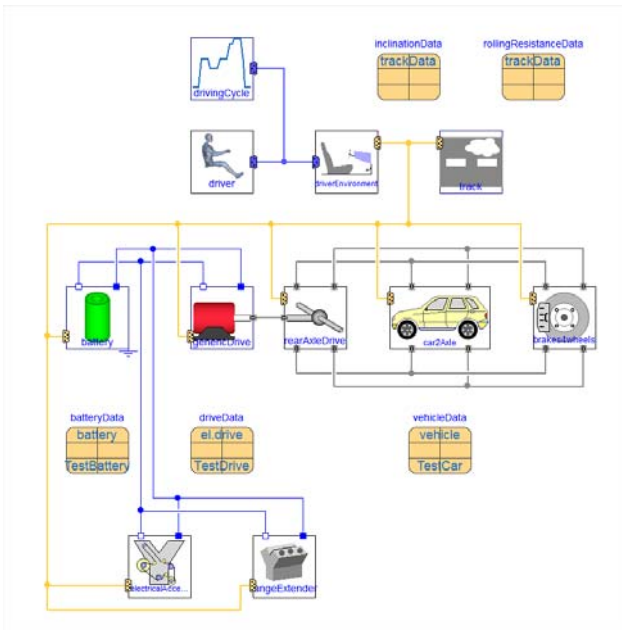 inclinationData
rollingResistanceData
trackData
trackData
drivingCycle
driver
driverEnvironment
track
battery
genericDrive
rearAxleDrive
car2Axle
brakes4wheels
batteryData
driveData
vehicleData
battery
el.drive
vehicle
TestBattery
TestDrive
TestCar
electricalAcce...
rangeExtender